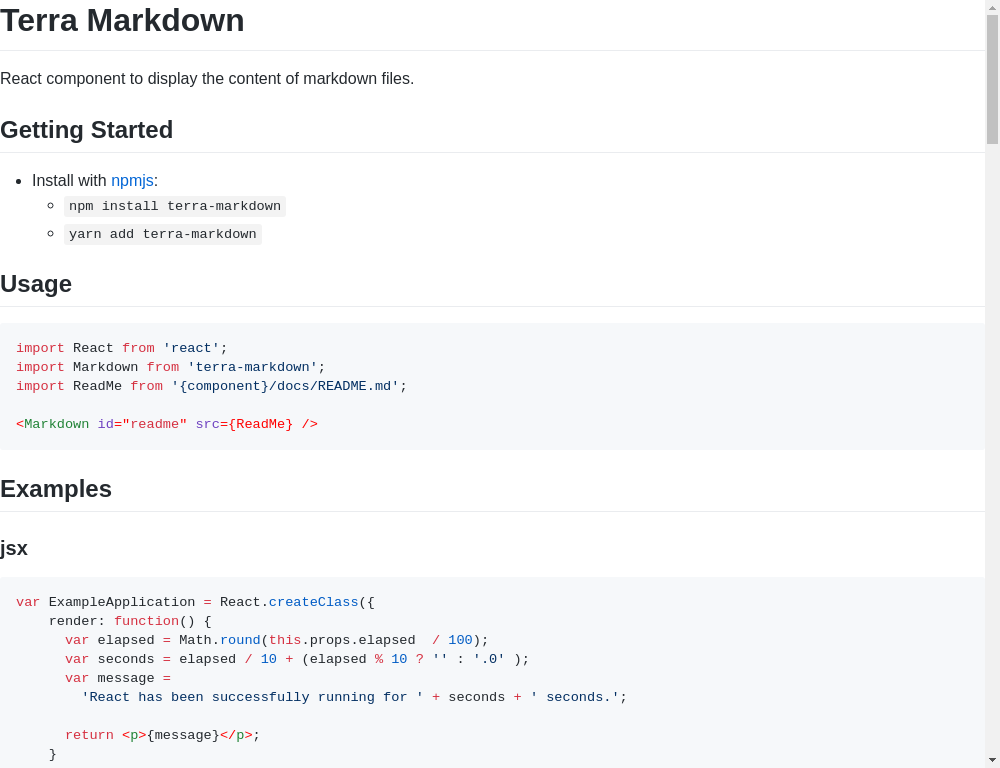 Terra Markdown
React component to display the content of markdown files.
Getting Started
Install with npmjs:
npm install terra-markdown
yarn add terra-markdown
Usage
import React from 'react';
import Markdown from 'terra-markdown';
import ReadMe from '{component}/docs/README.md';
<Markdown id="readme" src={ReadMe} />
Examples
jsx
var ExampleApplication = React.createClass({
    render: function() {
      var elapsed = Math.round(this.props.elapsed  / 100);
      var seconds = elapsed / 10 + (elapsed % 10 ? '' : '.0' );
      var message =
        'React has been successfully running for ' + seconds + ' seconds.';
      return <p>{message}</p>;
    }